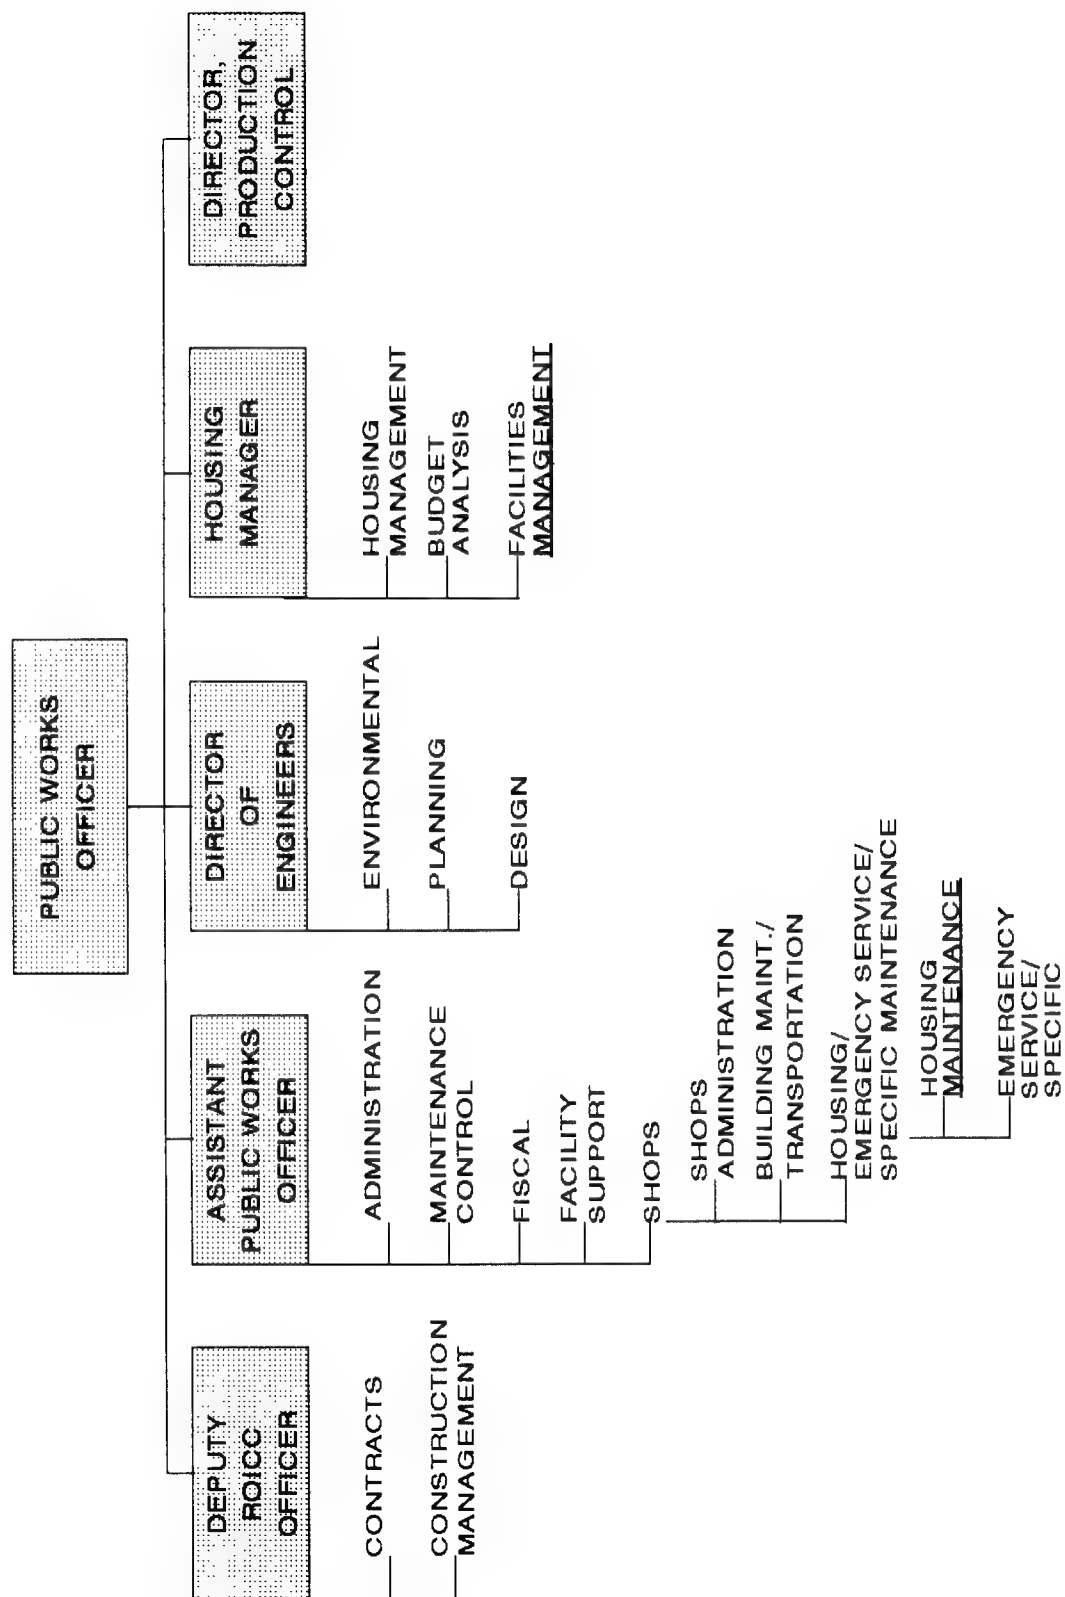 PUBLIC WORKS
OFFICER
DEPUTY
ROICC
OFFICER
CONTRACTS
CONSTRUCTION
MANAGEMENT
ASSISTANT
PUBLIC WORKS
OFFICER
ADMINISTRATION
MAINTENANCE
CONTROL
FISCAL
FACILITY
SUPPORT
SHOPS
SHOPS
ADMINISTRATION
BUILDING MAINT./
TRANSPORTATION
HOUSING/
EMERGENCY SERVICE/
SPECIFIC MAINTENANCE
HOUSING
MAINTENANCE
EMERGENCY
SERVICE/
SPECIFIC
DIRECTOR
OF
ENGINEERS
ENVIRONMENTAL
PLANNING
DESIGN
HOUSING
MANAGER
HOUSING
MANAGEMENT
BUDGET
ANALYSIS
FACILITIES
MANAGEMENT
DIRECTOR,
PRODUCTION
CONTROL